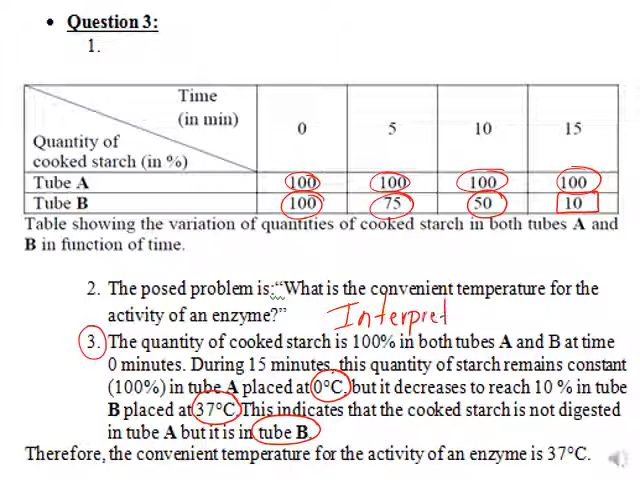 • Question 3:
1.
Time
(in min)
Quantity of
cooked starch (in %)
0 5 10 15
Tube A 100 100 100 100
Tube B 100 75 50 10
Table showing the variation of quantities of cooked starch in both tubes A and
B in function of time.
2. The posed problem is:“What is the convenient temperature for the
activity of an enzyme?”
Interpret
3. The quantity of cooked starch is 100% in both tubes A and B at time
0 minutes. During 15 minutes, this quantity of starch remains constant
(100%) in tube A placed at 0°C, but it decreases to reach 10 % in tube
B placed at 37°C. This indicates that the cooked starch is not digested
in tube A but it is in tube B.
Therefore, the convenient temperature for the activity of an enzyme is 37°C.